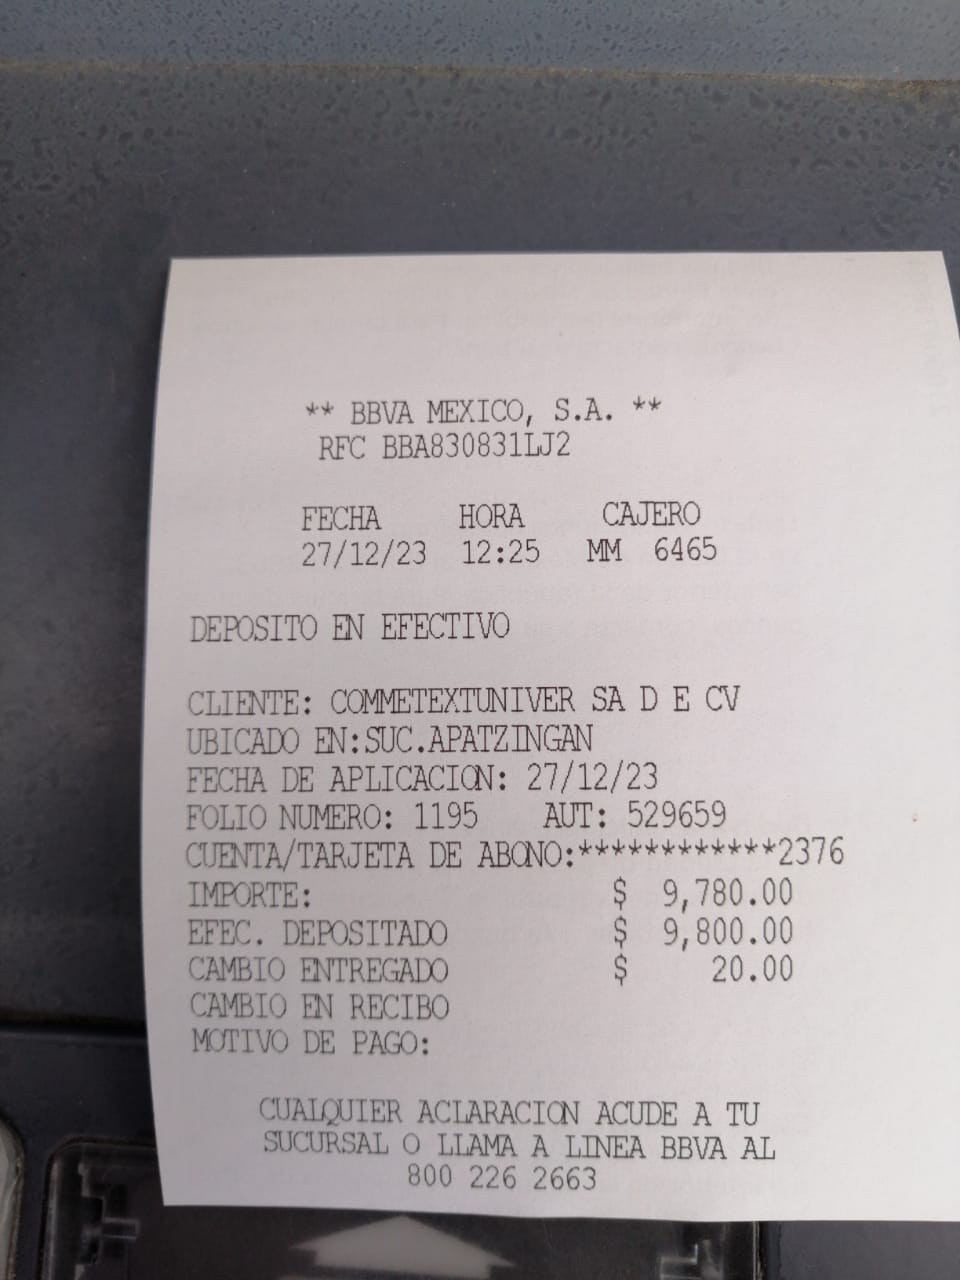 ** BBVA MEXICO, S.A. **
RFC BBA830831LJ2
FECHA HORA CAJERO
27/12/23 12:25 MM 6465
DEPOSITO EN EFECTIVO
CLIENTE: COMMETEXTUNIVER SA D E CV
UBICADO EN:SUC.APATZINGAN
FECHA DE APLICACION: 27/12/23
FOLIO NUMERO: 1195 AUT: 529659
CUENTA/TARJETA DE ABONO:************2376
IMPORTE: $ 9,780.00
EFEC. DEPOSITADO $ 9,800.00
CAMBIO ENTREGADO $ 20.00
CAMBIO EN RECIBO
MOTIVO DE PAGO:
CUALQUIER ACLARACION ACUDE A TU
SUCURSAL O LLAMA A LINEA BBVA AL
800 226 2663